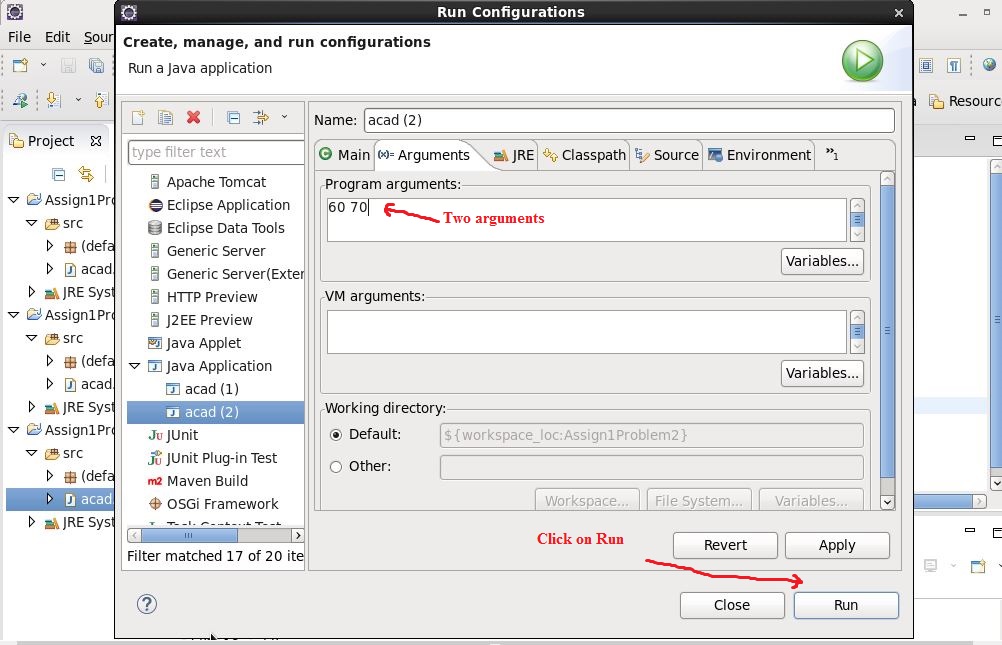 Run Configurations
File Edit Sour
Create, manage, and run configurations
Run a Java application
Resourc
Project
Name: acad (2)
type filter text
Main (x)= Arguments JRE Classpath Source Environment »1
Apache Tomcat
Eclipse Application
Eclipse Data Tools
Generic Server
Generic Server(Exter
HTTP Preview
J2EE Preview
Java Applet
Java Application
acad (1)
acad (2)
JUnit
JUnit Plug-in Test
Maven Build
OSGi Framework
Filter matched 17 of 20 ite
Program arguments:
60 70
Two arguments
Variables...
VM arguments:
Variables...
Working directory:
Default: ${workspace_loc:Assign1Problem2}
Other:
Workspace... File System... Variables...
Click on Run
Revert Apply
Close Run
Assign1Pro
src
(defa
acad.
JRE Syst
Assign1Pro
src
(defa
acad.
JRE Syst
Assign1Pro
src
(defa
acad
JRE Syst